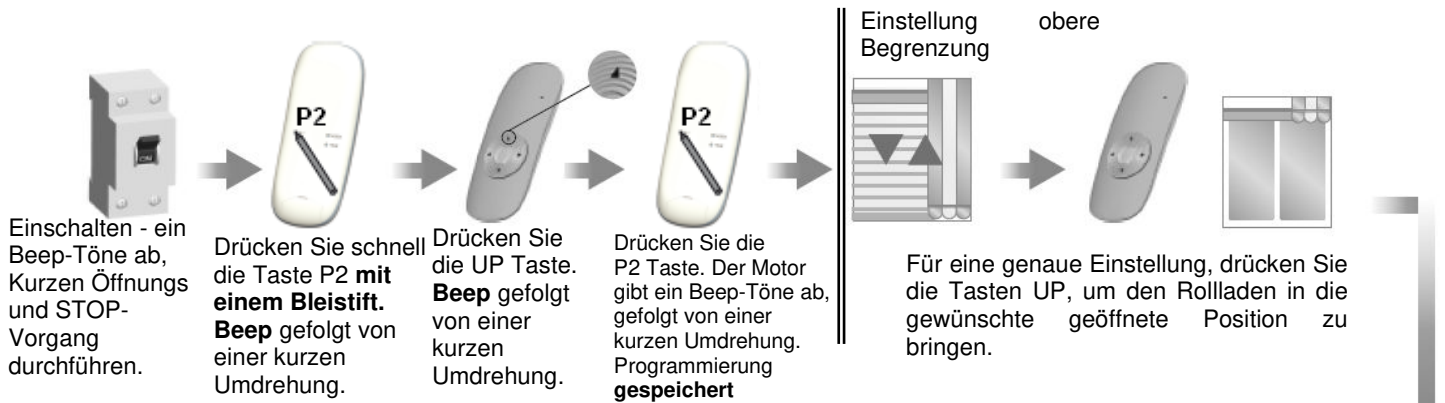 ON
Einschalten - ein
Beep-Töne ab,
Kurzen Öffnungs
und STOP-
Vorgang
durchführen.
P2
Drücken Sie schnell
die Taste P2 mit
einem Bleistift.
Beep gefolgt von
einer kurzen
Umdrehung.
Drücken Sie
die UP Taste.
Beep gefolgt
von einer
kurzen
Umdrehung.
P2
Drücken Sie die
P2 Taste. Der Motor
gibt ein Beep-Töne ab,
gefolgt von einer
kurzen Umdrehung.
Programmierung
gespeichert
Einstellung obere
Begrenzung
Für eine genaue Einstellung, drücken Sie
die Tasten UP, um den Rollladen in die
gewünschte geöffnete Position zu
bringen.